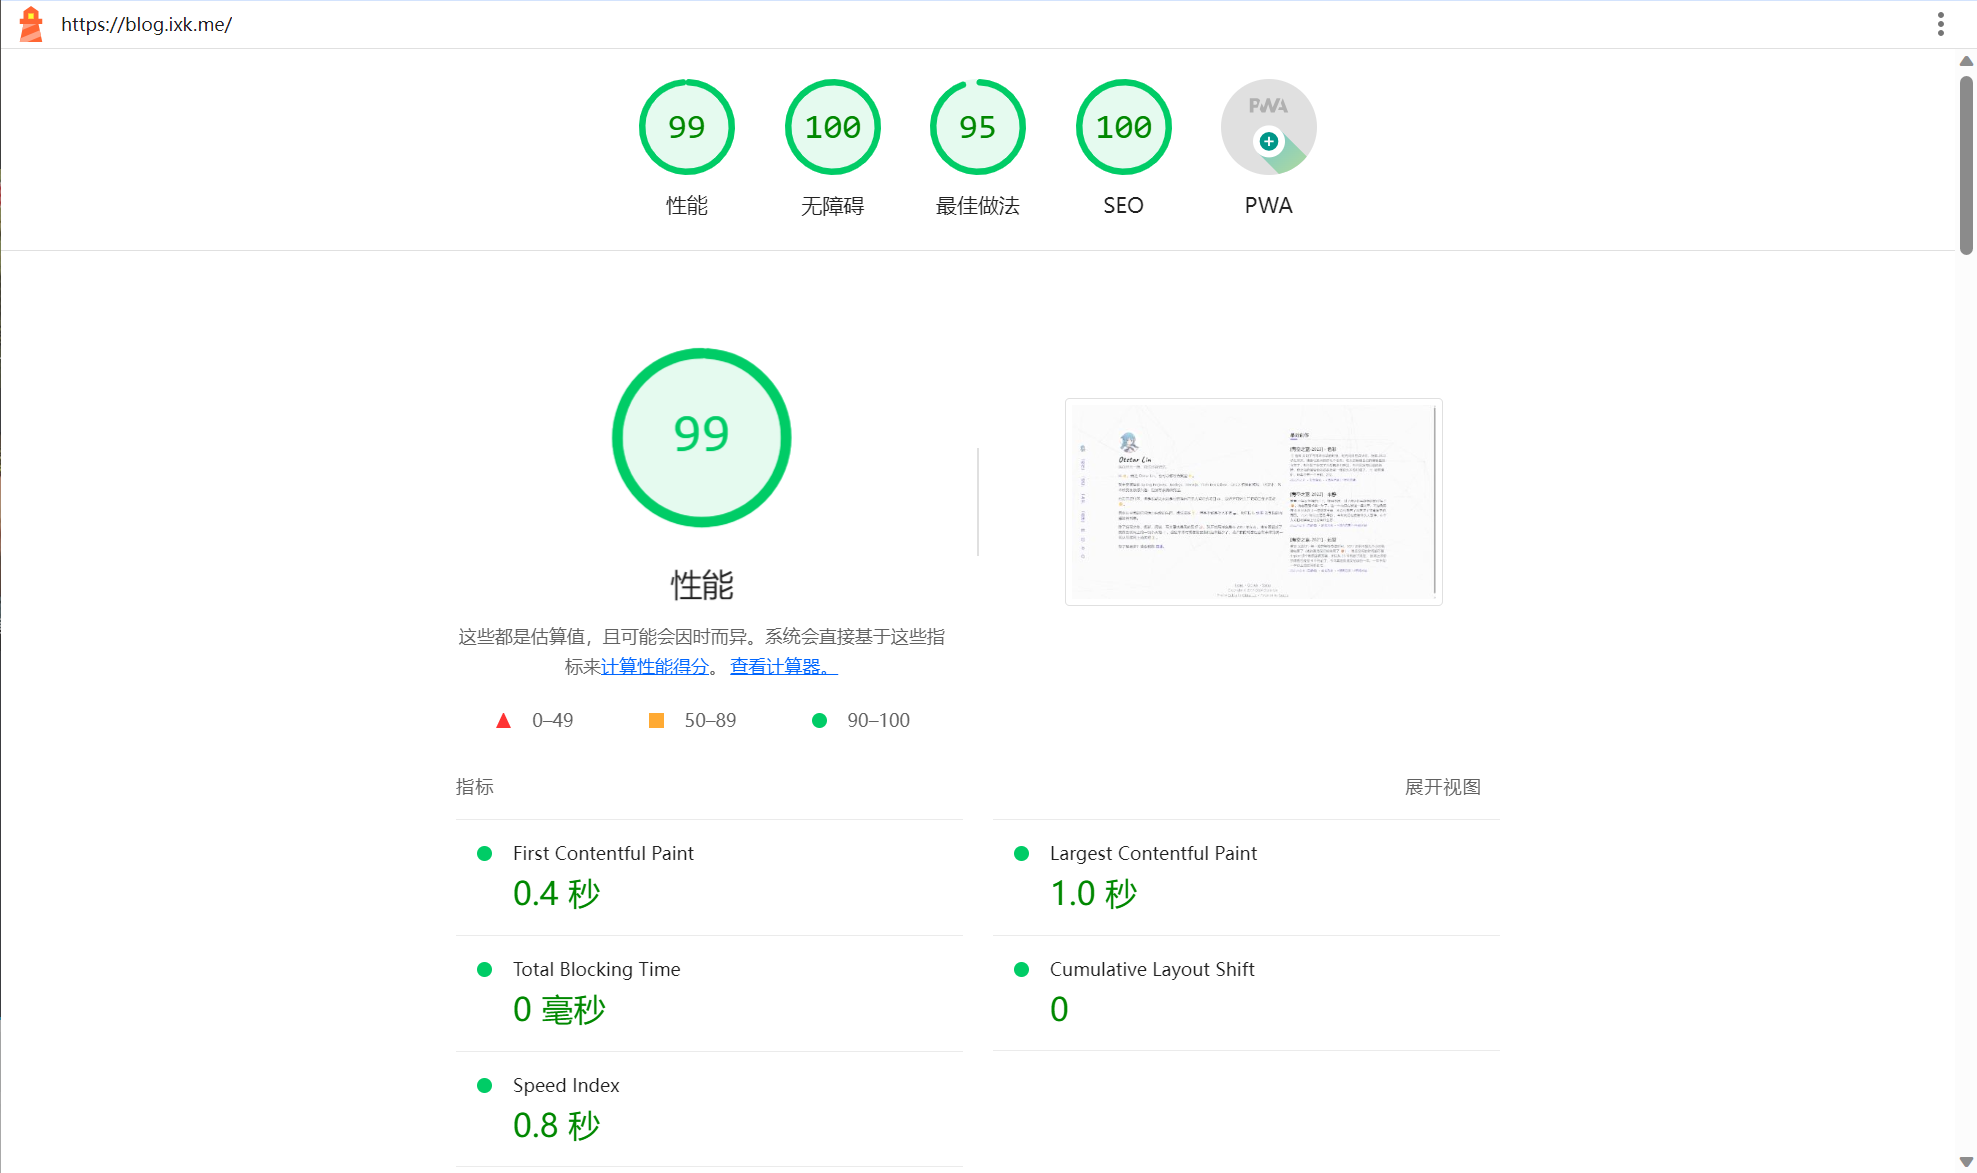 https://blog.ixk.me/
99
100
95
100
PWA
性能
无障碍
最佳做法
SEO
PWA
99
性能
这些都是估算值，且可能会因时而异。系统会直接基于这些指
标来计算性能得分。 查看计算器。
0–49
50–89
90–100
Otstar Lin
指标
展开视图
First Contentful Paint
0.4 秒
Largest Contentful Paint
1.0 秒
Total Blocking Time
0 毫秒
Cumulative Layout Shift
0
Speed Index
0.8 秒